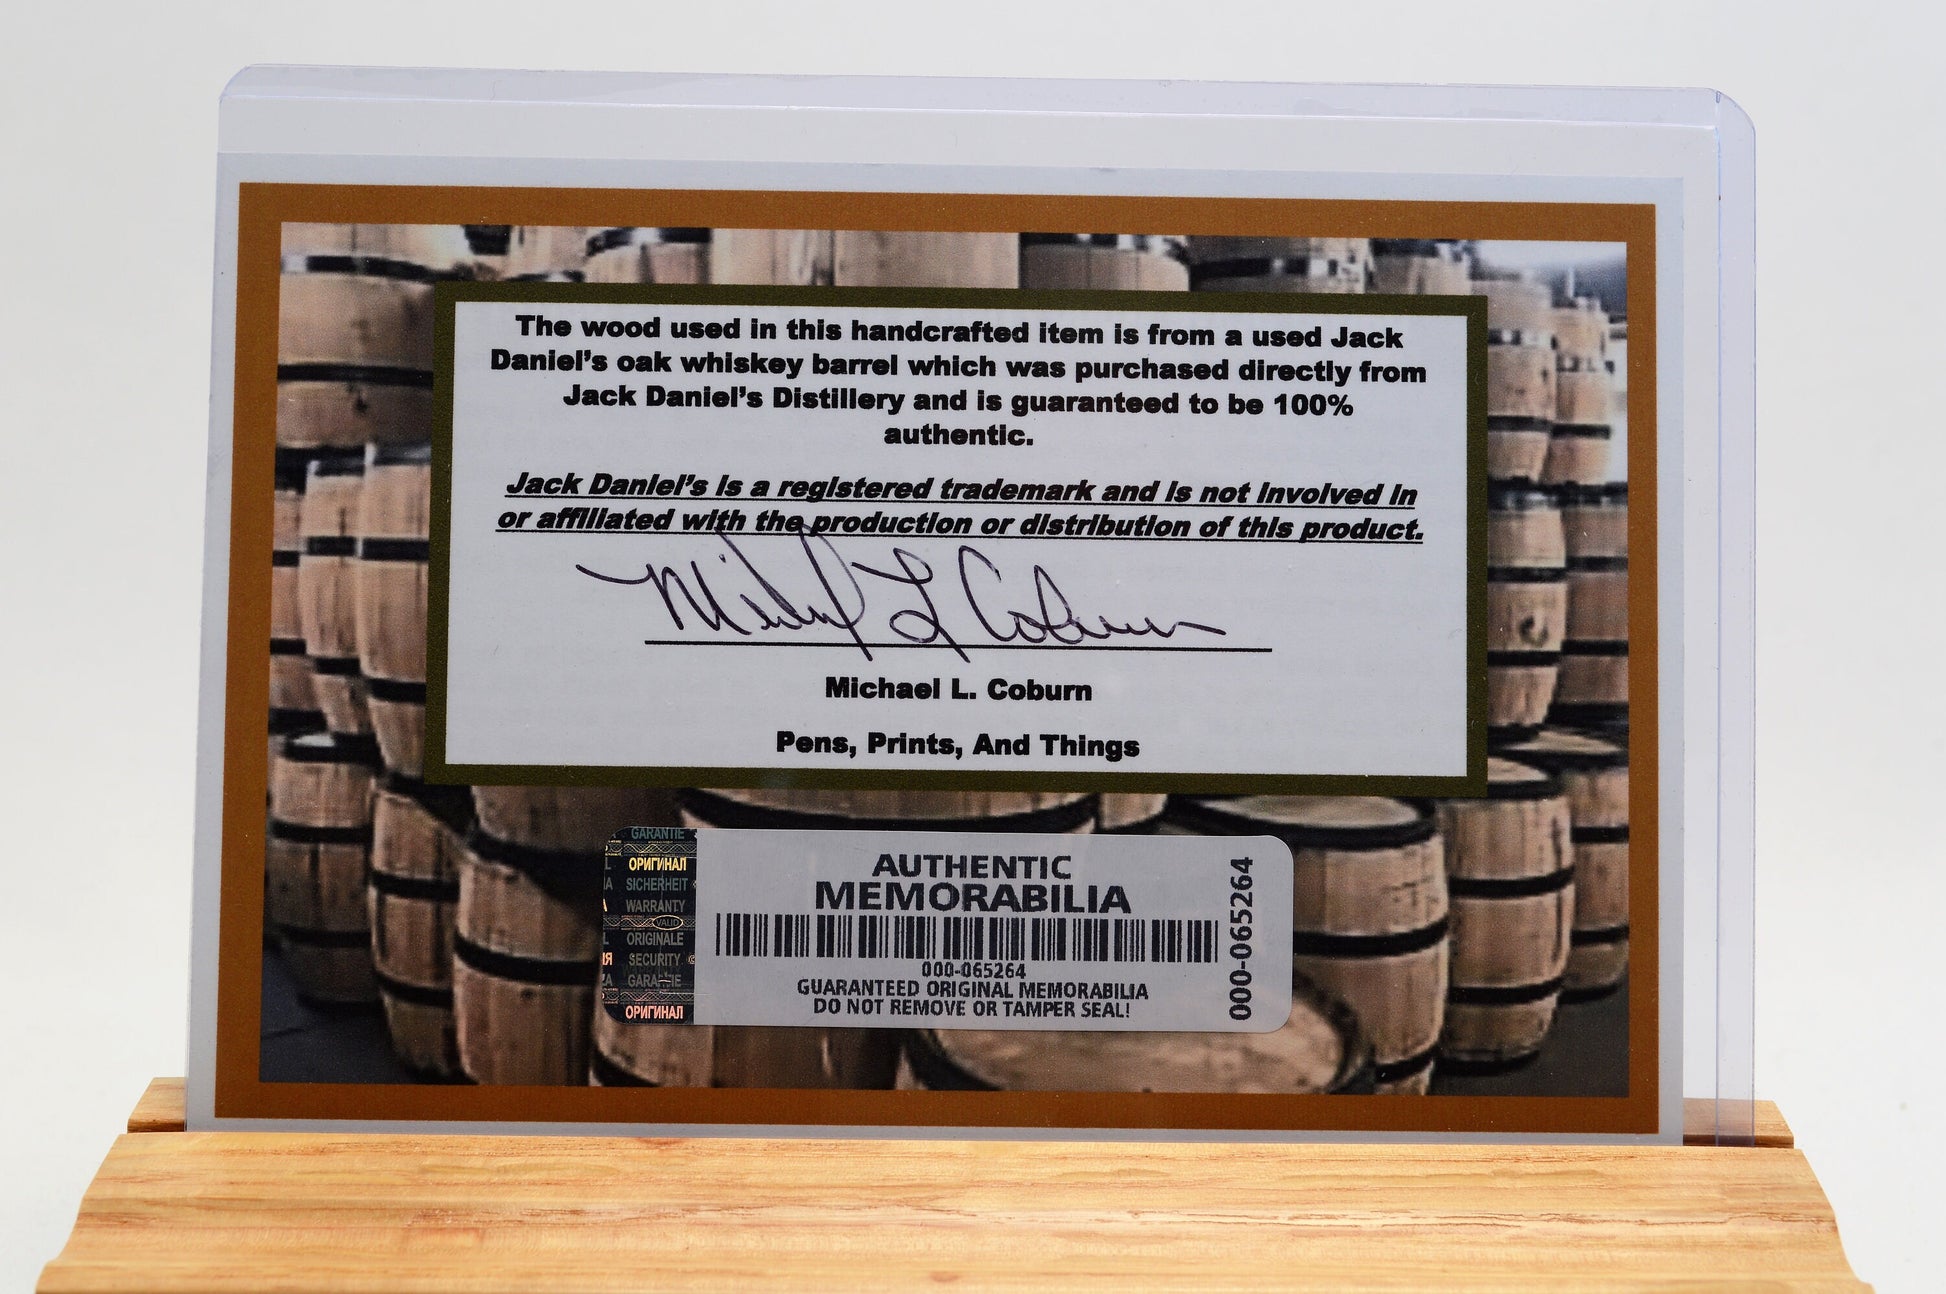 The wood used in this handcrafted item is from a used Jack
Daniel's oak whiskey barrel which was purchased directly from
Jack Daniel's Distillery and is guaranteed to be 100%
authentic.
Jack Daniel's is a registered trademark and is not involved in
or affiliated with the production or distribution of this product.
Michael L Coburn
Michael L. Coburn
Pens, Prints, And Things
GARANTIE
ОРИГИНАЛ
SICHERHEIT
WARRANTY
VALID
ORIGINALE
SECURITY
GARANTIE
ОРИГИНАЛ
AUTHENTIC
MEMORABILIA
000-065264
GUARANTEED ORIGINAL MEMORABILIA
DO NOT REMOVE OR TAMPER SEAL!
000-065264